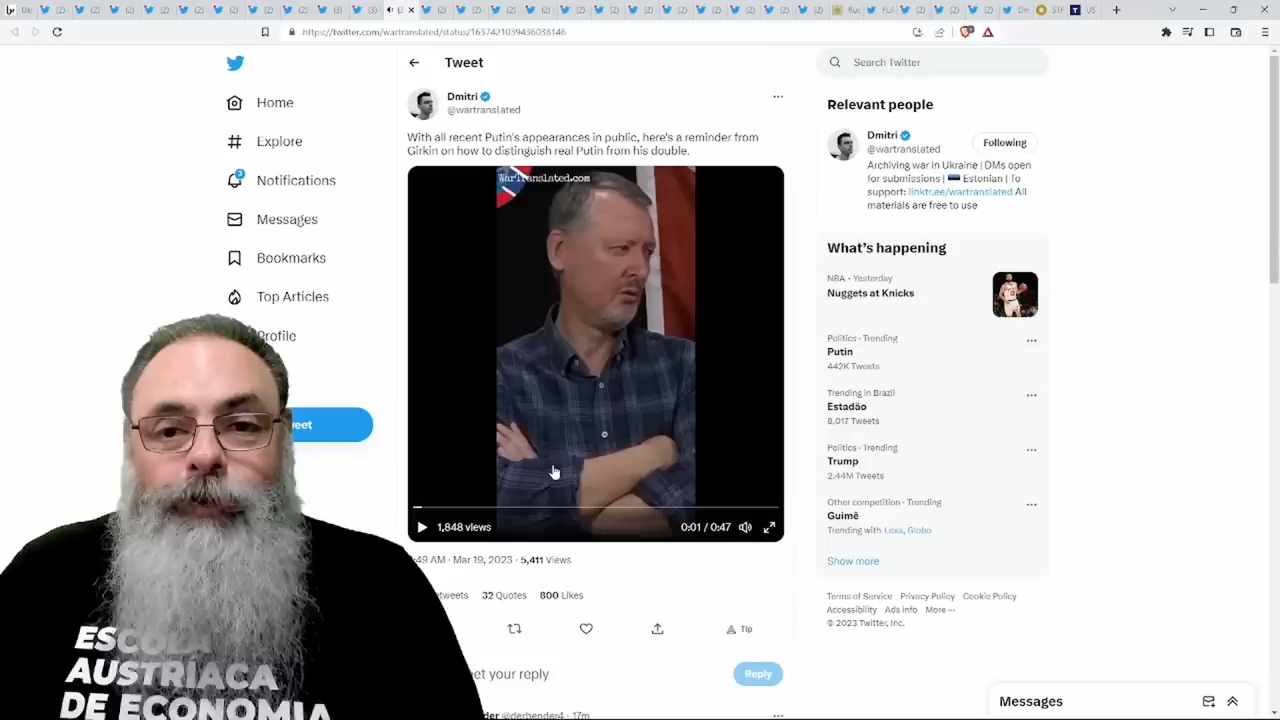 https://twitter.com/wartranslated/status/1637421039436038146
Home
Explore
3
Notifications
Messages
Bookmarks
Top Articles
Profile
Tweet
Dmitri
@wartranslated
With all recent Putin's appearances in public, here's a reminder from
Girkin on how to distinguish real Putin from his double.
WarTranslated.com
1,848 views
0:01 / 0:47
Mar 19, 2023 · 5,411 Views
32 Quotes 800 Likes
Tip
your reply
Reply
@derbender4 · 17m
Search Twitter
Relevant people
Dmitri
@wartranslated
Following
Archiving war in Ukraine | DMs open
for submissions | Estonian | To
support: linktr.ee/wartranslated All
materials are free to use
What's happening
NBA · Yesterday
Nuggets at Knicks
Politics · Trending
Putin
442K Tweets
Trending in Brazil
Estadão
8,017 Tweets
Politics · Trending
Trump
2.44M Tweets
Other competition · Trending
Guimê
Trending with Lexa, Globo
Show more
Terms of Service Privacy Policy Cookie Policy
Accessibility Ads info More ···
© 2023 Twitter, Inc.
Messages
AUSTRÍACA
DE ECONOMIA